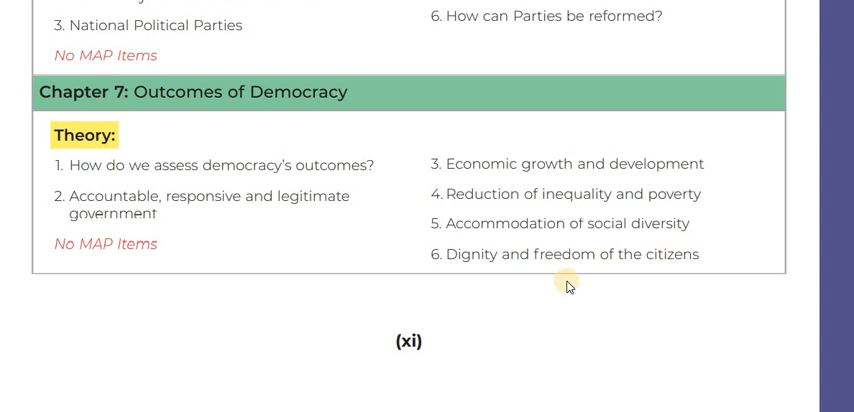 3. National Political Parties
No MAP Items
6. How can Parties be reformed?
Chapter 7: Outcomes of Democracy
Theory:
1. How do we assess democracy's outcomes?
2. Accountable, responsive and legitimate
government
No MAP Items
3. Economic growth and development
4. Reduction of inequality and poverty
5. Accommodation of social diversity
6. Dignity and freedom of the citizens
(xi)